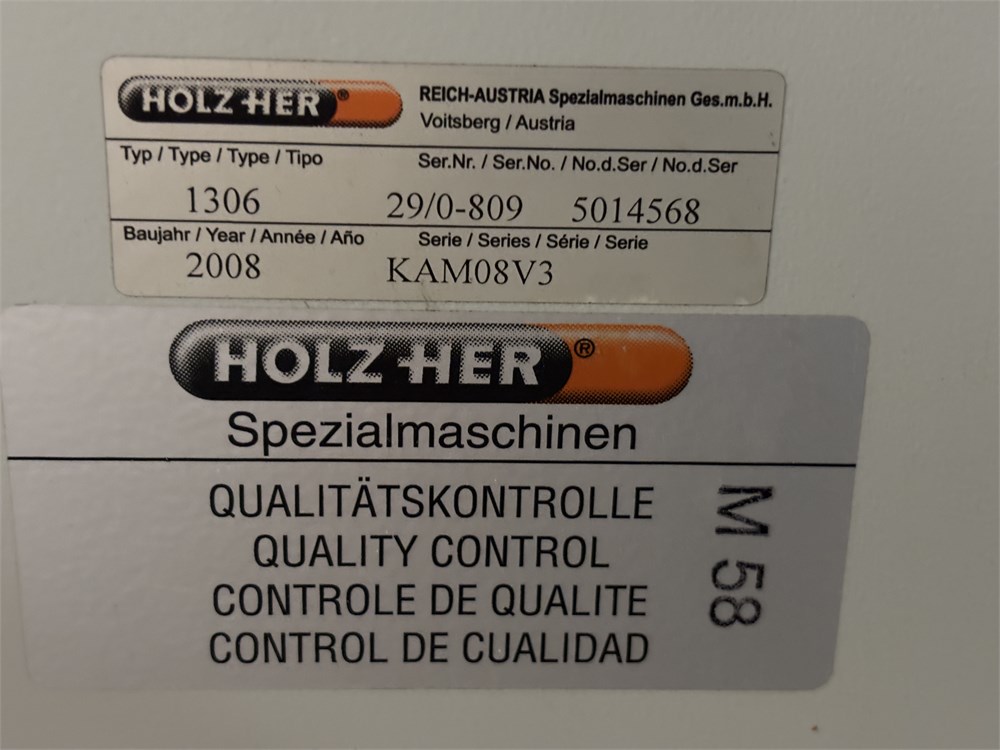 HOLZ-HER®
REICH-AUSTRIA Spezialmaschinen Ges.m.b.H.
Voitsberg / Austria
Typ / Type / Type / Tipo
Ser.Nr. / Ser.No. / No.d.Ser / No.d.Ser
1306
29/0-809 5014568
Baujahr / Year / Année / Año
Serie / Series / Série / Serie
2008
KAM08V3
HOLZ-HER®
Spezialmaschinen
QUALITÄTSKONTROLLE
QUALITY CONTROL
CONTROLE DE QUALITE
CONTROL DE CUALIDAD
M 58